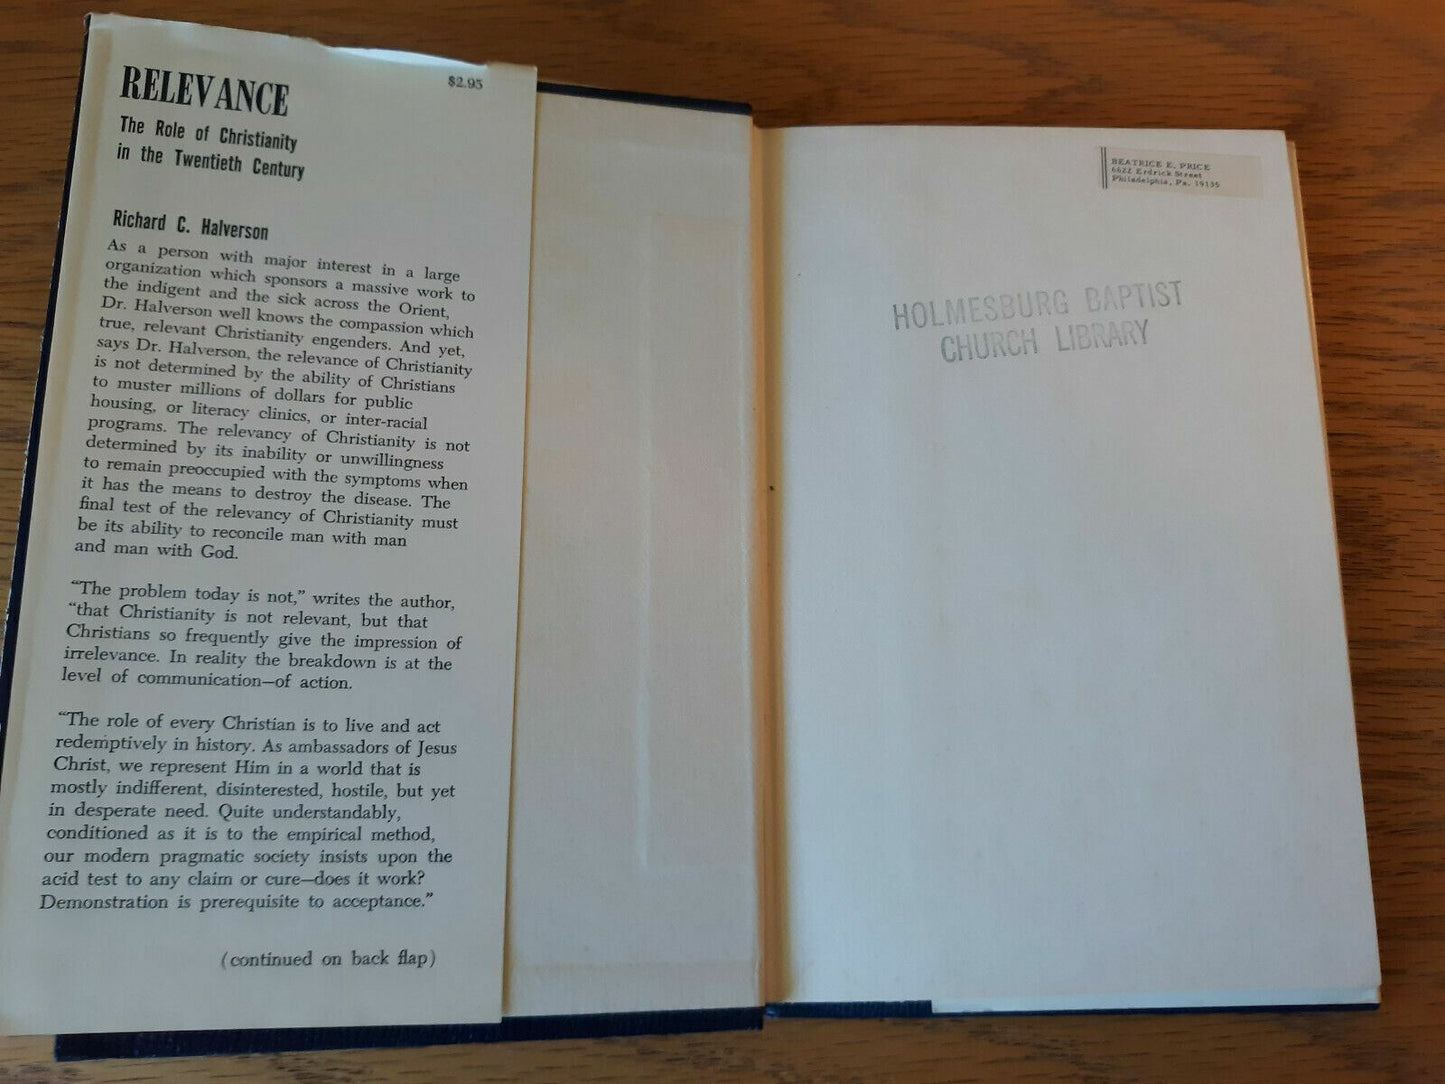 RELEVANCE
$2.95
The Role of Christianity
in the Twentieth Century
Richard C. Halverson
As a person with major interest in a large
organization which sponsors a massive work to
the indigent and the sick across the Orient,
Dr. Halverson well knows the compassion which
true, relevant Christianity engenders. And yet,
says Dr. Halverson, the relevance of Christianity
is not determined by the ability of Christians
to muster millions of dollars for public
housing, or literacy clinics, or inter-racial
programs. The relevancy of Christianity is not
determined by its inability or unwillingness
to remain preoccupied with the symptoms when
it has the means to destroy the disease. The
final test of the relevancy of Christianity must
be its ability to reconcile man with man
and man with God.
“The problem today is not,” writes the author,
“that Christianity is not relevant, but that
Christians so frequently give the impression of
irrelevance. In reality the breakdown is at the
level of communication—of action.
“The role of every Christian is to live and act
redemptively in history. As ambassadors of Jesus
Christ, we represent Him in a world that is
mostly indifferent, disinterested, hostile, but yet
in desperate need. Quite understandably,
conditioned as it is to the empirical method,
our modern pragmatic society insists upon the
acid test to any claim or cure—does it work?
Demonstration is prerequisite to acceptance.”
(continued on back flap)
BEATRICE E. PRICE
6622 Erdrick Street
Philadelphia, Pa. 19135
HOLMESBURG BAPTIST
CHURCH LIBRARY